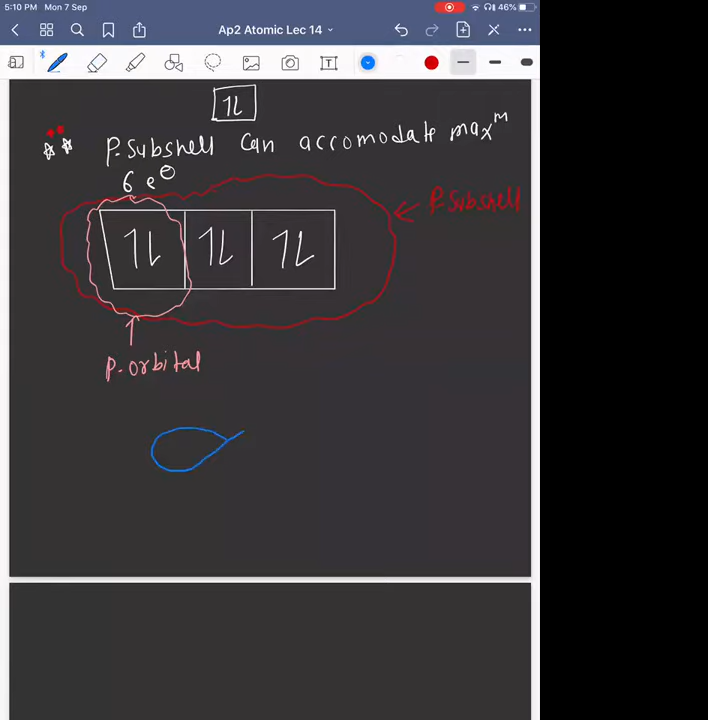 5:10 PM Mon 7 Sep
46%
Ap2 Atomic Lec 14
T
1L
P-Subshell Can accomodate maxᵐ
6 e⊖
P-Subshell
1L 1L 1L
P-orbital